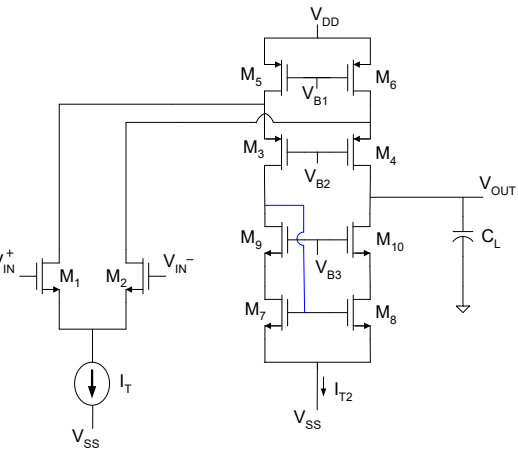 V_DD
M_5
M_6
V_B1
M_3
M_4
V_B2
V_OUT
M_9
M_10
C_L
V_IN^+
M_1
M_2
V_IN^−
V_B3
M_7
M_8
I_T
I_T2
V_SS
V_SS